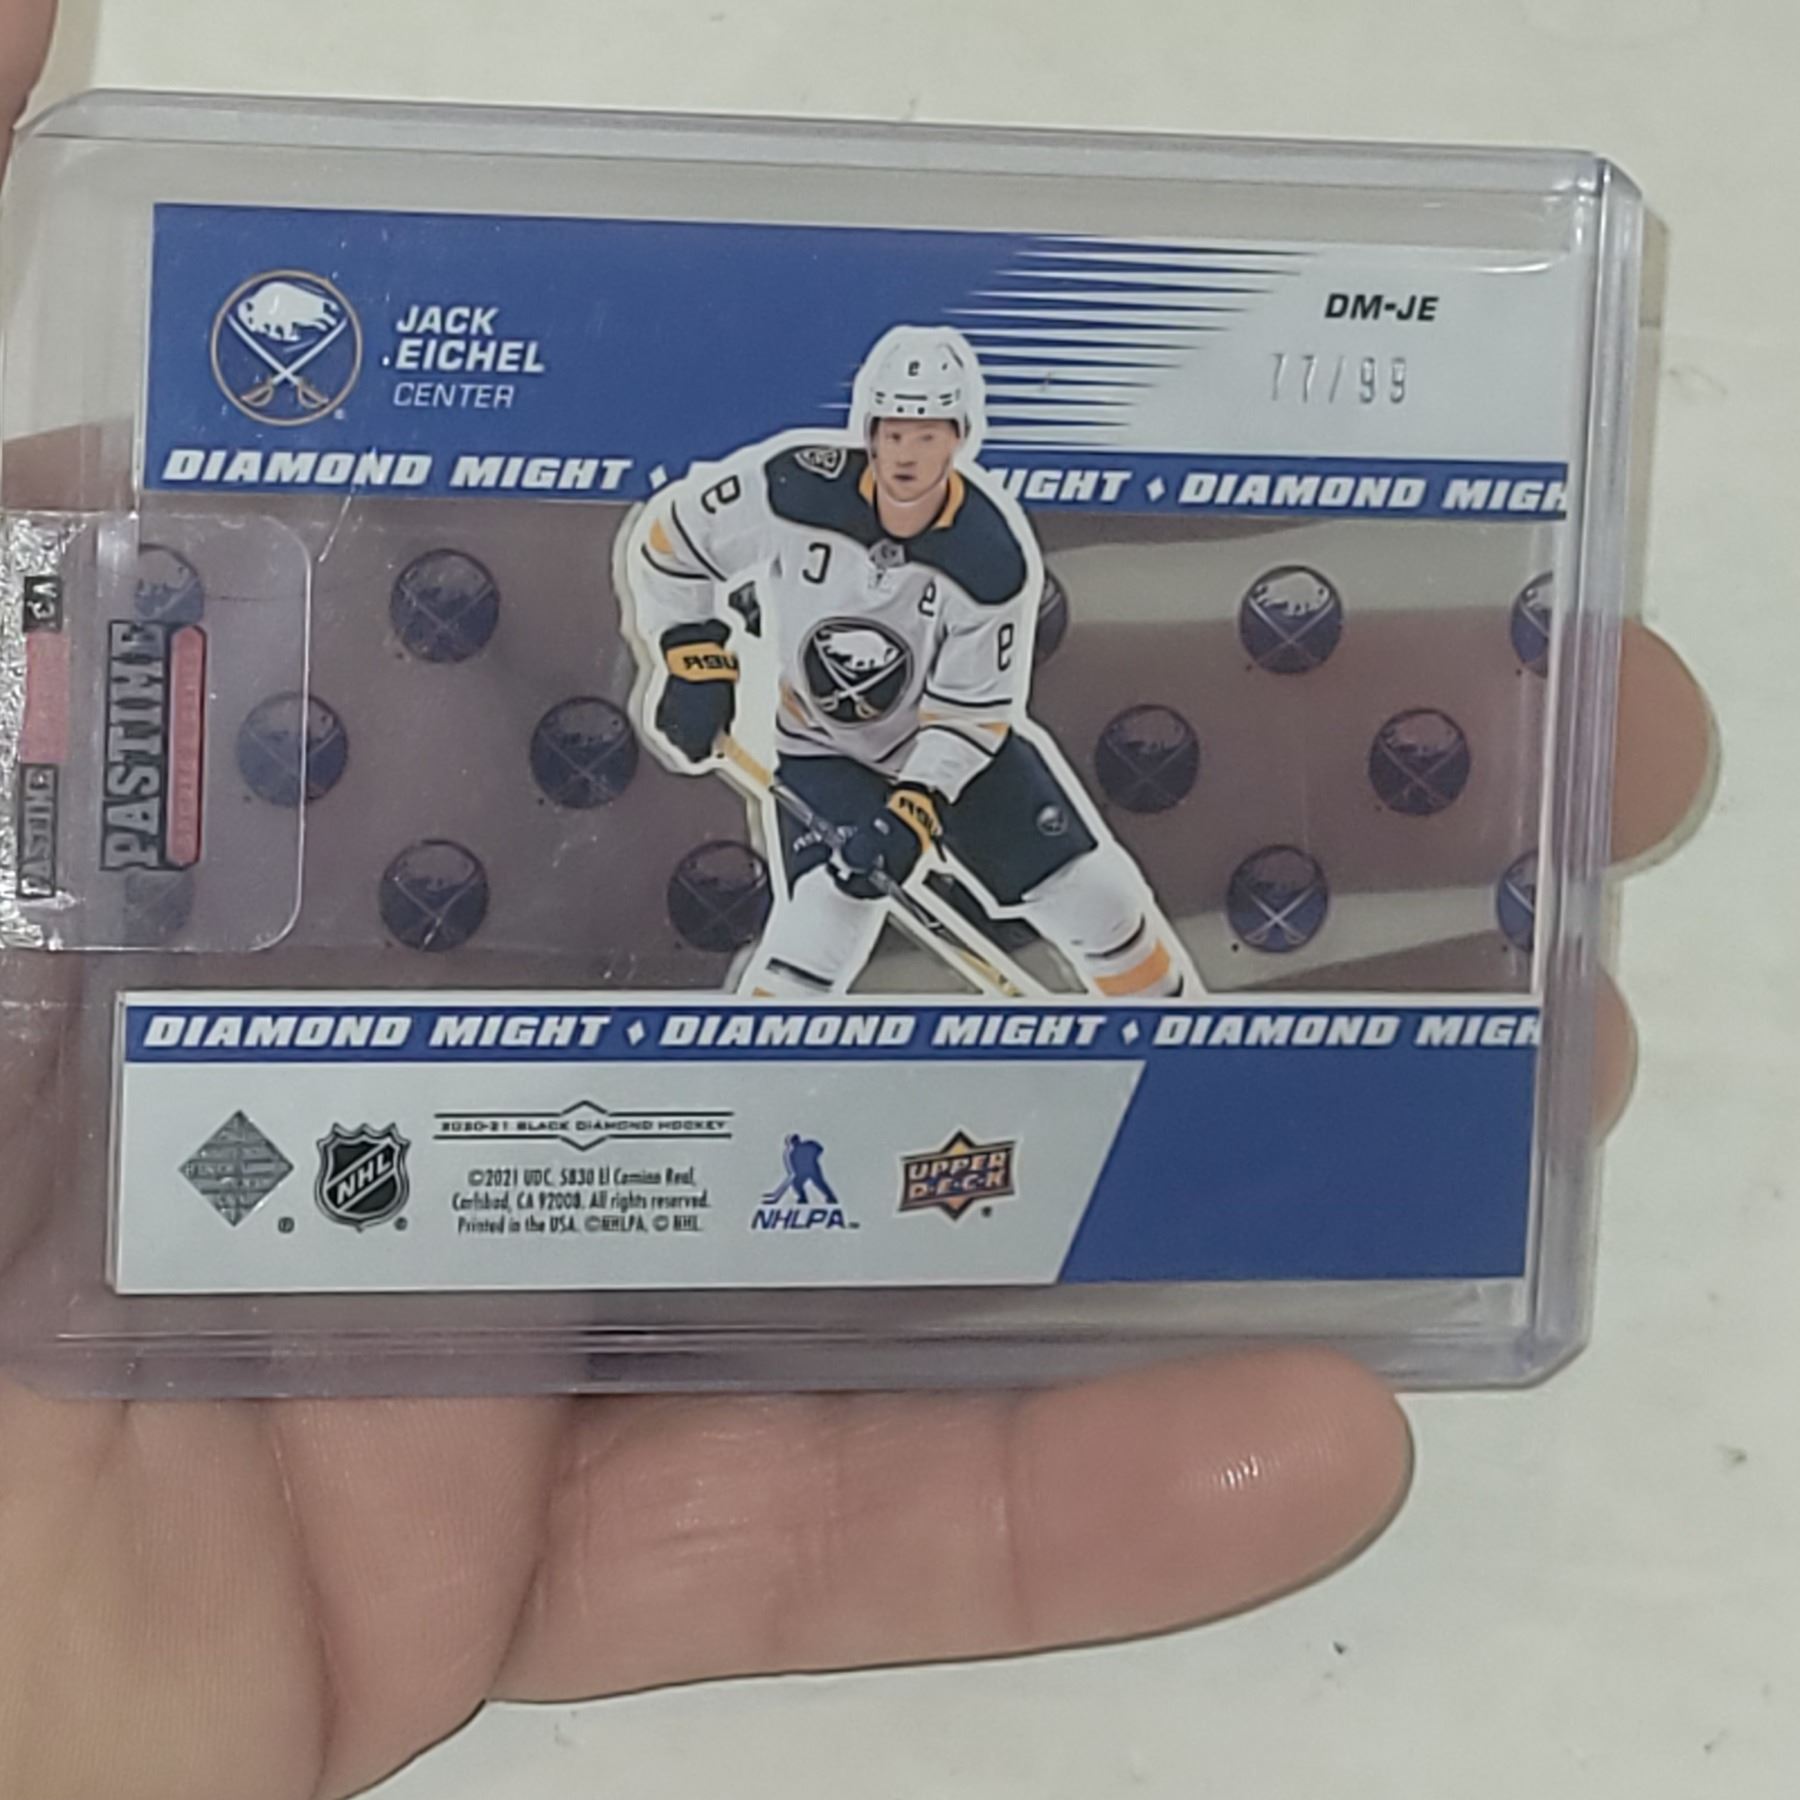 JACK
EICHEL
CENTER
DM-JE
77/99
DIAMOND MIGHT ♦ IGHT ♦ DIAMOND MIGH
PASTIME
DIAMOND MIGHT ♦ DIAMOND MIGHT ♦ DIAMOND MIGH
2020-21 BLACK DIAMOND HOCKEY
©2021 UDC, 5830 El Camino Real,
Carlsbad, CA 92008. All rights reserved.
Printed in the USA. ©NHLPA, © NHL.
NHL
NHLPA™
UPPER
DECK